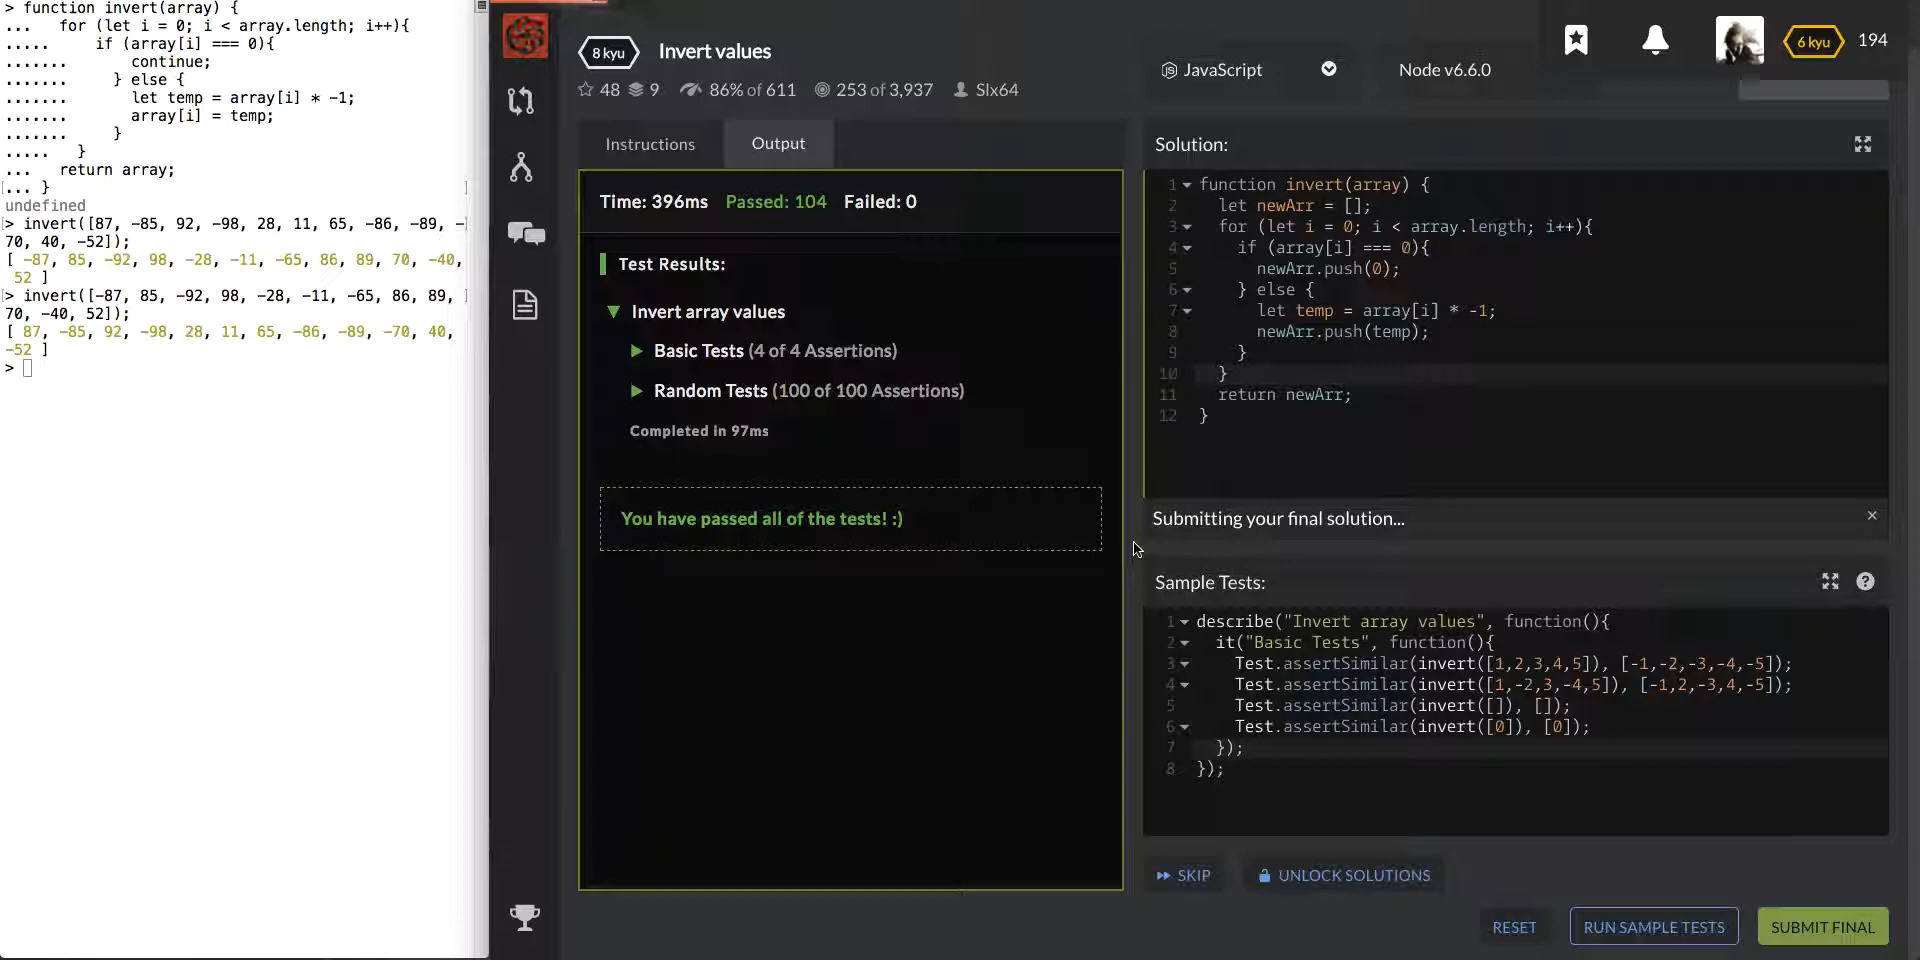 > function invert(array) {
...   for (let i = 0; i < array.length; i++){
.....     if (array[i] === 0){
.......       continue;
.......     } else {
.......       let temp = array[i] * -1;
.......       array[i] = temp;
.......     }
.....   }
...   return array;
[... }
undefined
> invert([87, -85, 92, -98, 28, 11, 65, -86, -89, -
70, 40, -52]);
[ -87, 85, -92, 98, -28, -11, -65, 86, 89, 70, -40,
52 ]
> invert([-87, 85, -92, 98, -28, -11, -65, 86, 89,
70, -40, 52]);
[ 87, -85, 92, -98, 28, 11, 65, -86, -89, -70, 40,
-52 ]
>
8 kyu
Invert values
48 9 86% of 611 253 of 3,937 Slx64
JavaScript
Node v6.6.0
6 kyu
194
Instructions
Output
Time: 396ms Passed: 104 Failed: 0
Test Results:
Invert array values
Basic Tests (4 of 4 Assertions)
Random Tests (100 of 100 Assertions)
Completed in 97ms
You have passed all of the tests! :)
Solution:
1 function invert(array) {
2   let newArr = [];
3   for (let i = 0; i < array.length; i++){
4     if (array[i] === 0){
5       newArr.push(0);
6     } else {
7       let temp = array[i] * -1;
8       newArr.push(temp);
9     }
10   }
11   return newArr;
12 }
Submitting your final solution...
Sample Tests:
1 describe("Invert array values", function(){
2   it("Basic Tests", function(){
3     Test.assertSimilar(invert([1,2,3,4,5]), [-1,-2,-3,-4,-5]);
4     Test.assertSimilar(invert([1,-2,3,-4,5]), [-1,2,-3,4,-5]);
5     Test.assertSimilar(invert([]), []);
6     Test.assertSimilar(invert([0]), [0]);
7   });
8 });
SKIP
UNLOCK SOLUTIONS
RESET
RUN SAMPLE TESTS
SUBMIT FINAL